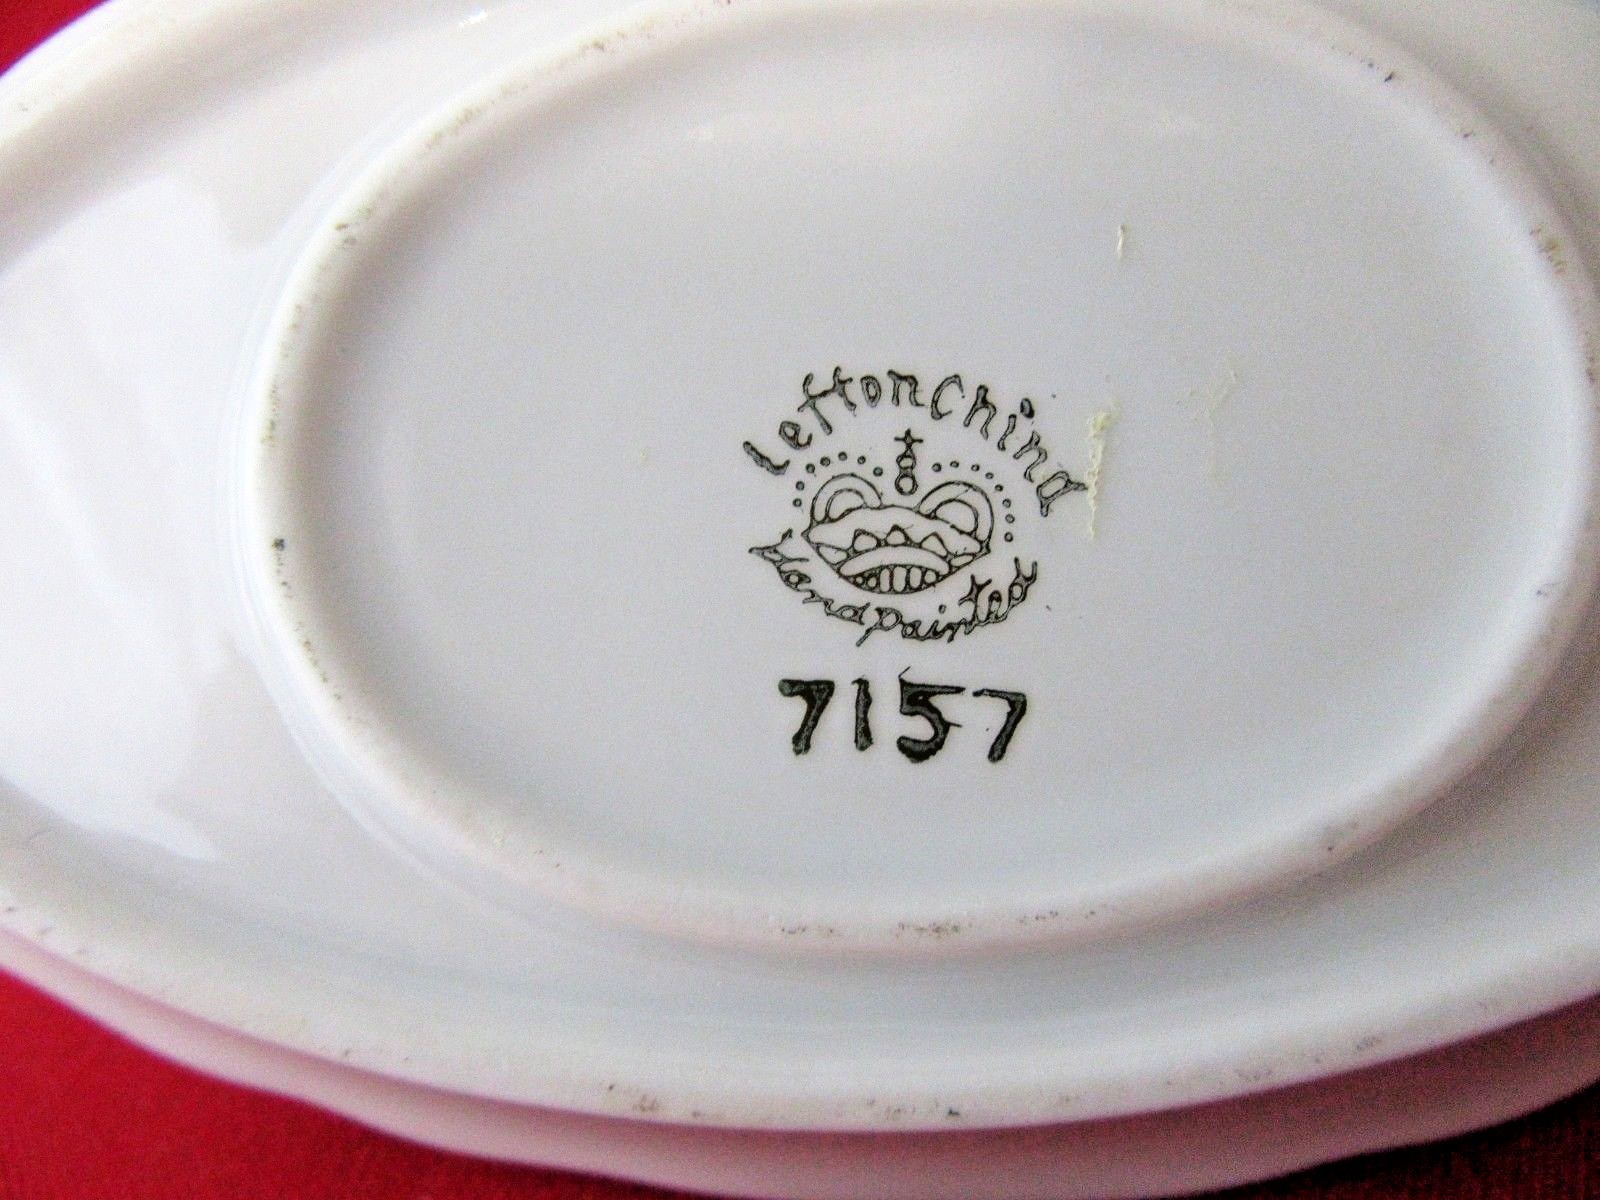 Lefton China
Hand Painted
7157